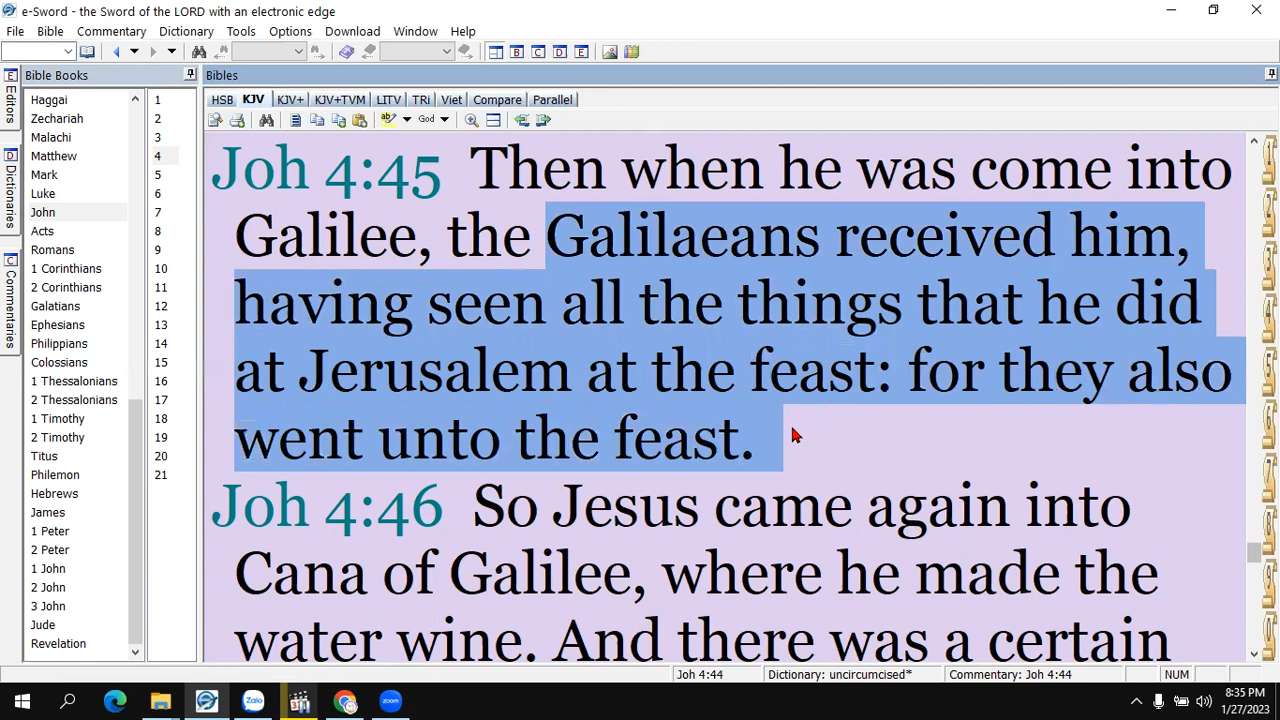 e-Sword - the Sword of the LORD with an electronic edge
File Bible Commentary Dictionary Tools Options Download Window Help
B C D E
Bible Books
Bibles
Editors
Dictionaries
Commentaries
HSB KJV KJV+ KJV+TVM LITV TRi Viet Compare Parallel
God
Haggai
Zechariah
Malachi
Matthew
Mark
Luke
John
Acts
Romans
1 Corinthians
2 Corinthians
Galatians
Ephesians
Philippians
Colossians
1 Thessalonians
2 Thessalonians
1 Timothy
2 Timothy
Titus
Philemon
Hebrews
James
1 Peter
2 Peter
1 John
2 John
3 John
Jude
Revelation
1
2
3
4
5
6
7
8
9
10
11
12
13
14
15
16
17
18
19
20
21
Joh 4:45 Then when he was come into
Galilee, the Galilaeans received him,
having seen all the things that he did
at Jerusalem at the feast: for they also
went unto the feast.
Joh 4:46 So Jesus came again into
Cana of Galilee, where he made the
water wine. And there was a certain
Joh 4:44 Dictionary: uncircumcised* Commentary: Joh 4:44 NUM
Zalo
zoom
8:35 PM
1/27/2023